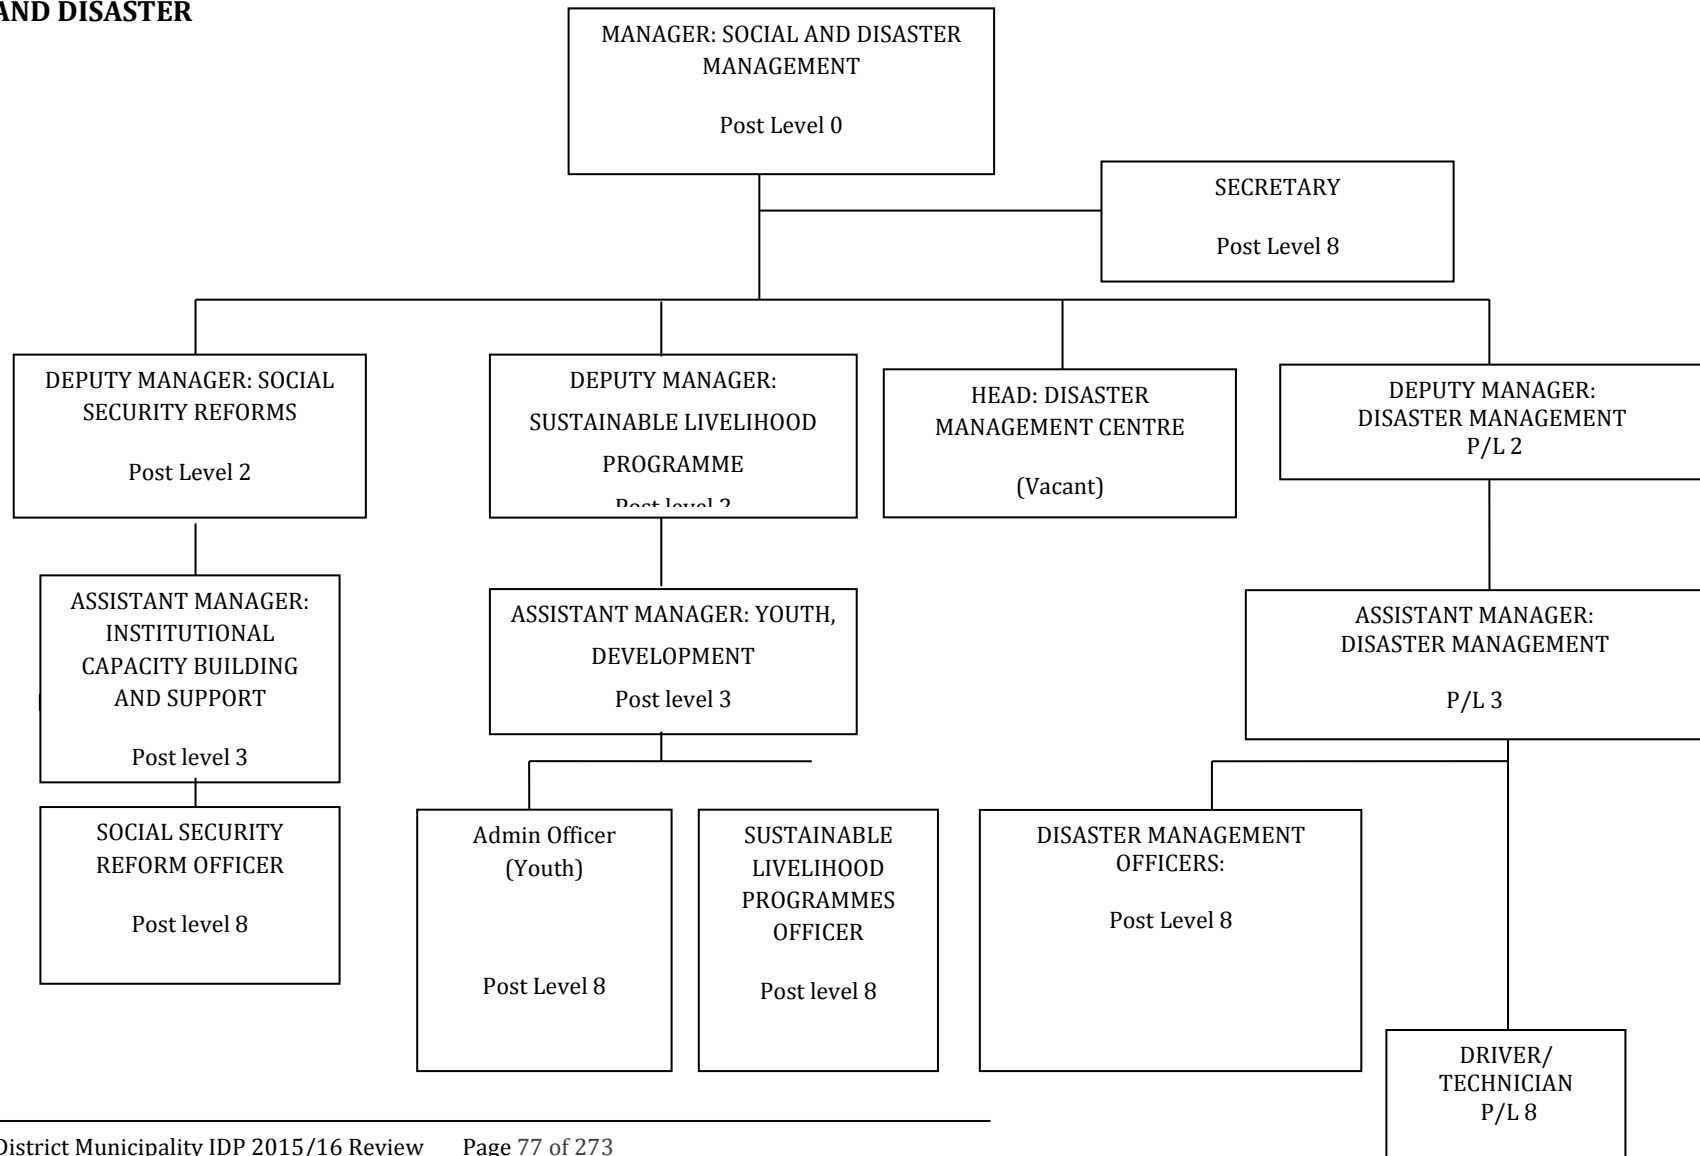 AND DISASTER
MANAGER: SOCIAL AND DISASTER
MANAGEMENT
Post Level 0
SECRETARY
Post Level 8
DEPUTY MANAGER: SOCIAL
SECURITY REFORMS
Post Level 2
DEPUTY MANAGER:
SUSTAINABLE LIVELIHOOD
PROGRAMME
Post level 2
HEAD: DISASTER
MANAGEMENT CENTRE
(Vacant)
DEPUTY MANAGER:
DISASTER MANAGEMENT
P/L 2
ASSISTANT MANAGER:
INSTITUTIONAL
CAPACITY BUILDING
AND SUPPORT
Post level 3
ASSISTANT MANAGER: YOUTH,
DEVELOPMENT
Post level 3
ASSISTANT MANAGER:
DISASTER MANAGEMENT
P/L 3
SOCIAL SECURITY
REFORM OFFICER
Post level 8
Admin Officer
(Youth)
Post Level 8
SUSTAINABLE
LIVELIHOOD
PROGRAMMES
OFFICER
Post level 8
DISASTER MANAGEMENT
OFFICERS:
Post Level 8
DRIVER/
TECHNICIAN
P/L 8
District Municipality IDP 2015/16 Review Page 77 of 273